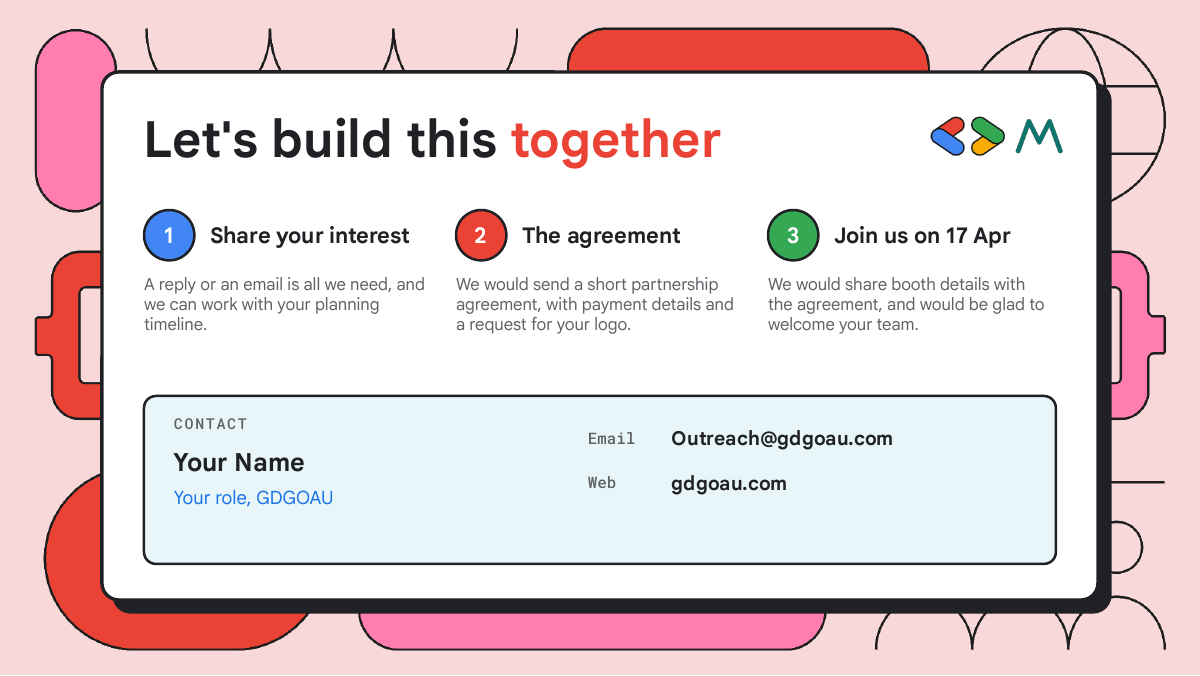 Let's build this together
1 Share your interest
A reply or an email is all we need, and
we can work with your planning
timeline.
2 The agreement
We would send a short partnership
agreement, with payment details and
a request for your logo.
3 Join us on 17 Apr
We would share booth details with
the agreement, and would be glad to
welcome your team.
CONTACT
Your Name
Your role, GDGOAU
Email Outreach@gdgoau.com
Web gdgoau.com